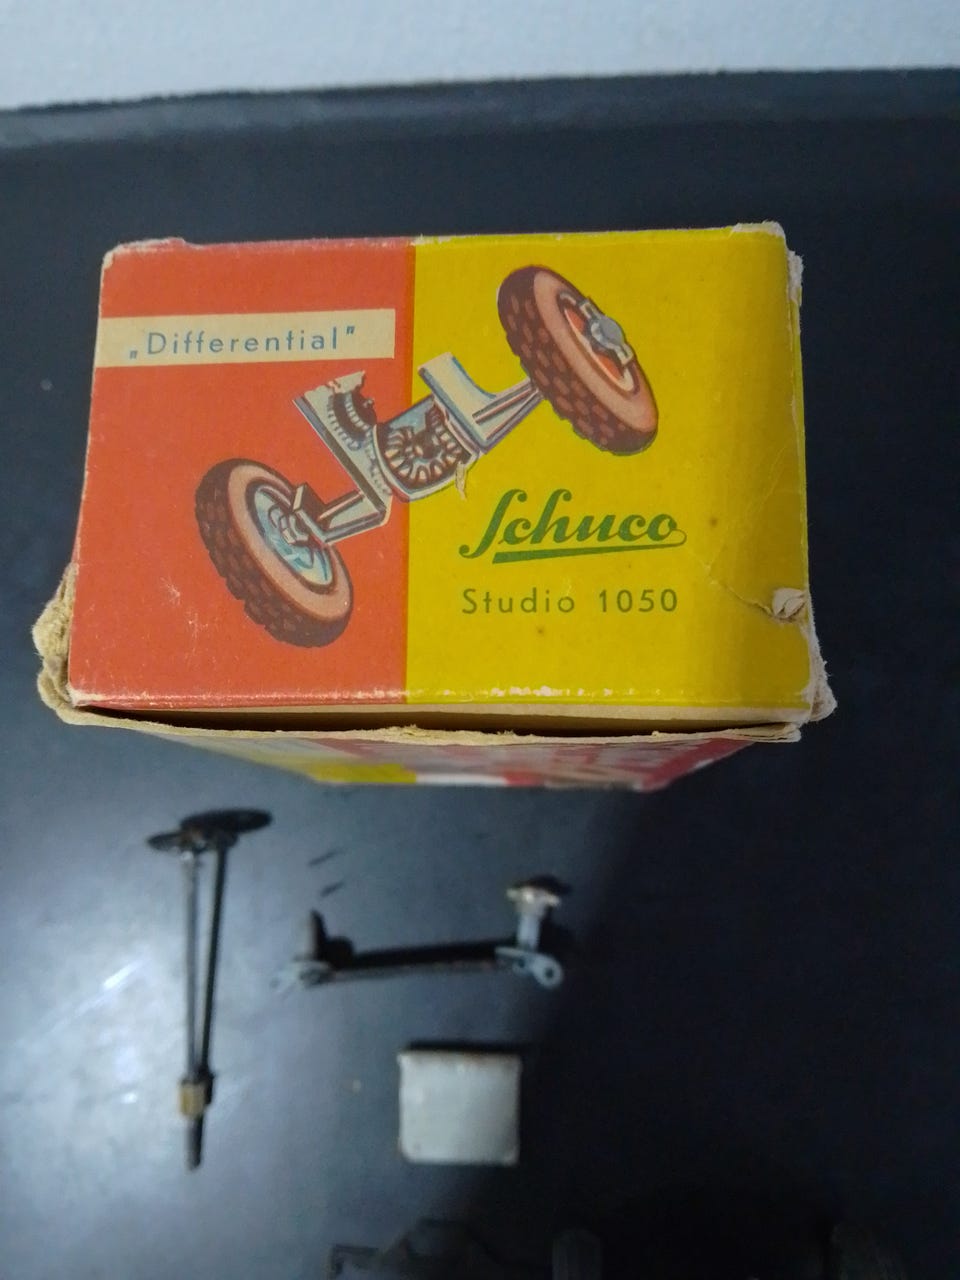 „Differential"
Schuco
Studio 1050